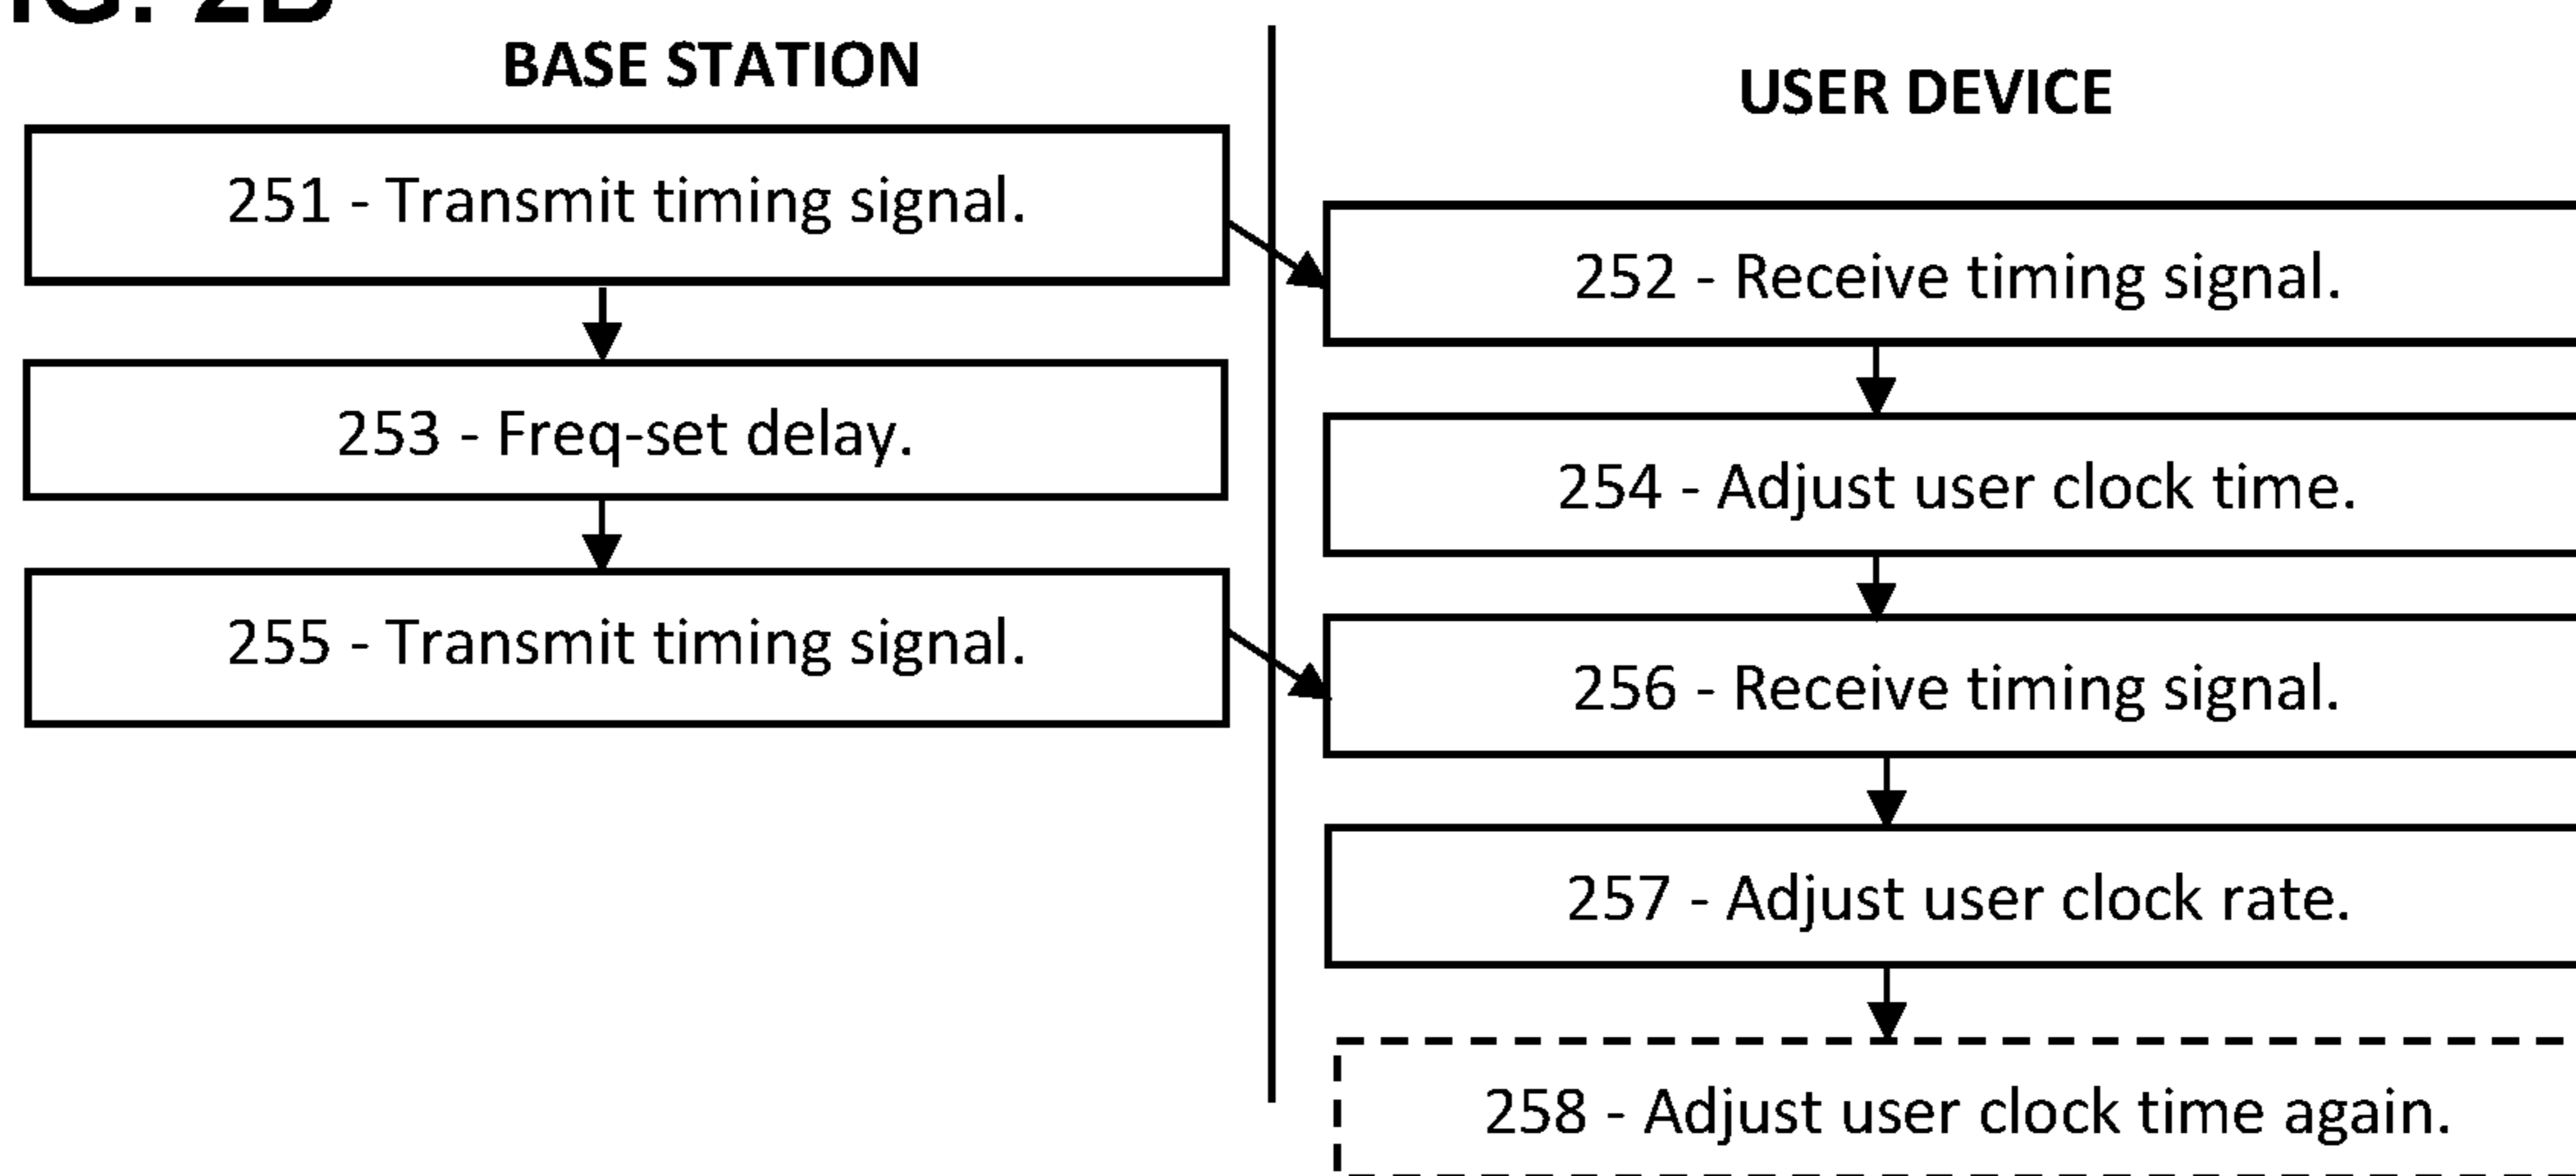 FIG. 2B
BASE STATION
USER DEVICE
251 - Transmit timing signal.
252 - Receive timing signal.
253 - Freq-set delay.
254 - Adjust user clock time.
255 - Transmit timing signal.
256 - Receive timing signal.
257 - Adjust user clock rate.
258 - Adjust user clock time again.